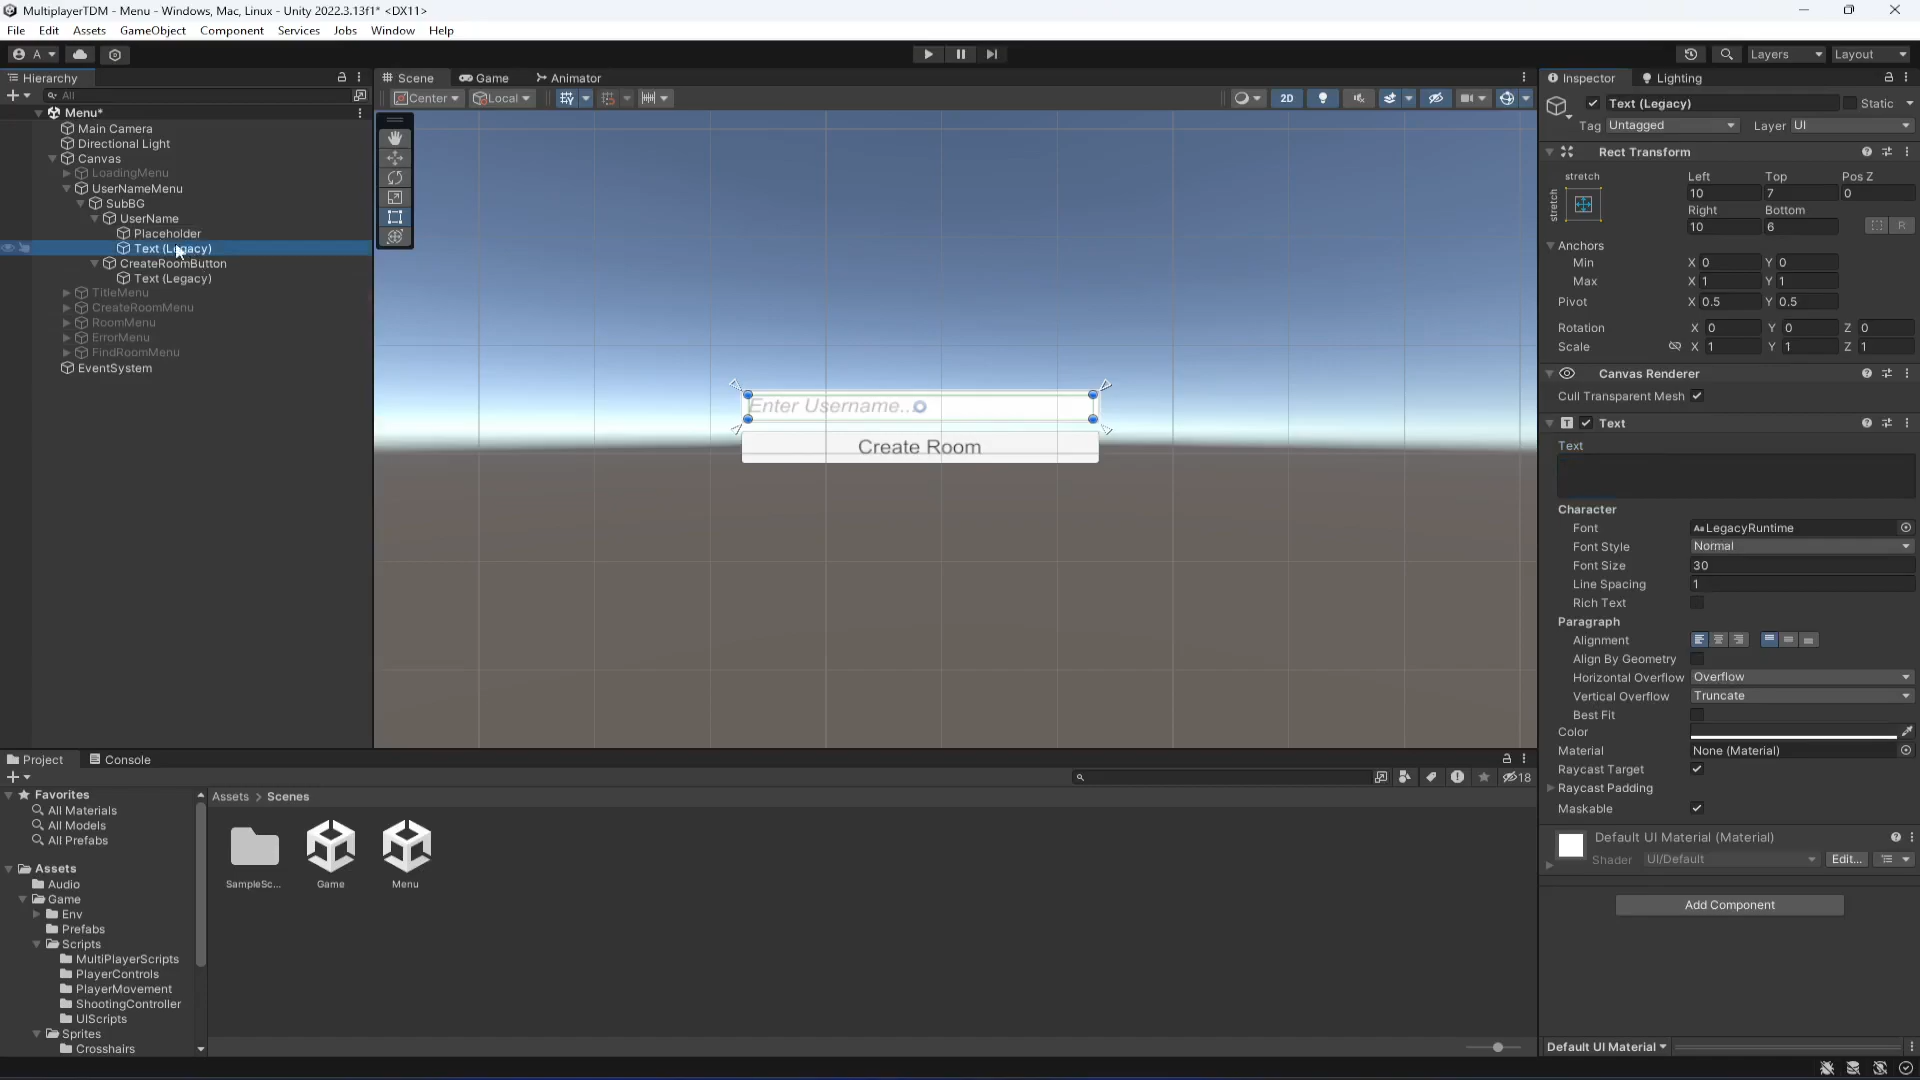 MultiplayerTDM - Menu - Windows, Mac, Linux - Unity 2022.3.13f1* <DX11>
File Edit Assets GameObject Component Services Jobs Window Help
A Layers Layout
Hierarchy
All
Menu*
Main Camera
Directional Light
Canvas
LoadingMenu
UserNameMenu
SubBG
UserName
Placeholder
Text (Legacy)
CreateRoomButton
Text (Legacy)
TitleMenu
CreateRoomMenu
RoomMenu
ErrorMenu
FindRoomMenu
EventSystem
Scene Game Animator
Center Local 2D
Enter Username...
Create Room
Inspector Lighting
Text (Legacy) Static
Tag Untagged Layer UI
Rect Transform
stretch Left Top Pos Z
stretch 10 7 0
Right Bottom
10 6 R
Anchors
Min X 0 Y 0
Max X 1 Y 1
Pivot X 0.5 Y 0.5
Rotation X 0 Y 0 Z 0
Scale X 1 Y 1 Z 1
Canvas Renderer
Cull Transparent Mesh
Text
Text
Character
Font LegacyRuntime
Font Style Normal
Font Size 30
Line Spacing 1
Rich Text
Paragraph
Alignment
Align By Geometry
Horizontal Overflow Overflow
Vertical Overflow Truncate
Best Fit
Color
Material None (Material)
Raycast Target
Raycast Padding
Maskable
Default UI Material (Material)
Shader UI/Default Edit...
Add Component
Default UI Material
Project Console
18
Favorites
All Materials
All Models
All Prefabs
Assets
Audio
Game
Env
Prefabs
Scripts
MultiPlayerScripts
PlayerControls
PlayerMovement
ShootingController
UIScripts
Sprites
Crosshairs
Assets > Scenes
SampleSc... Game Menu